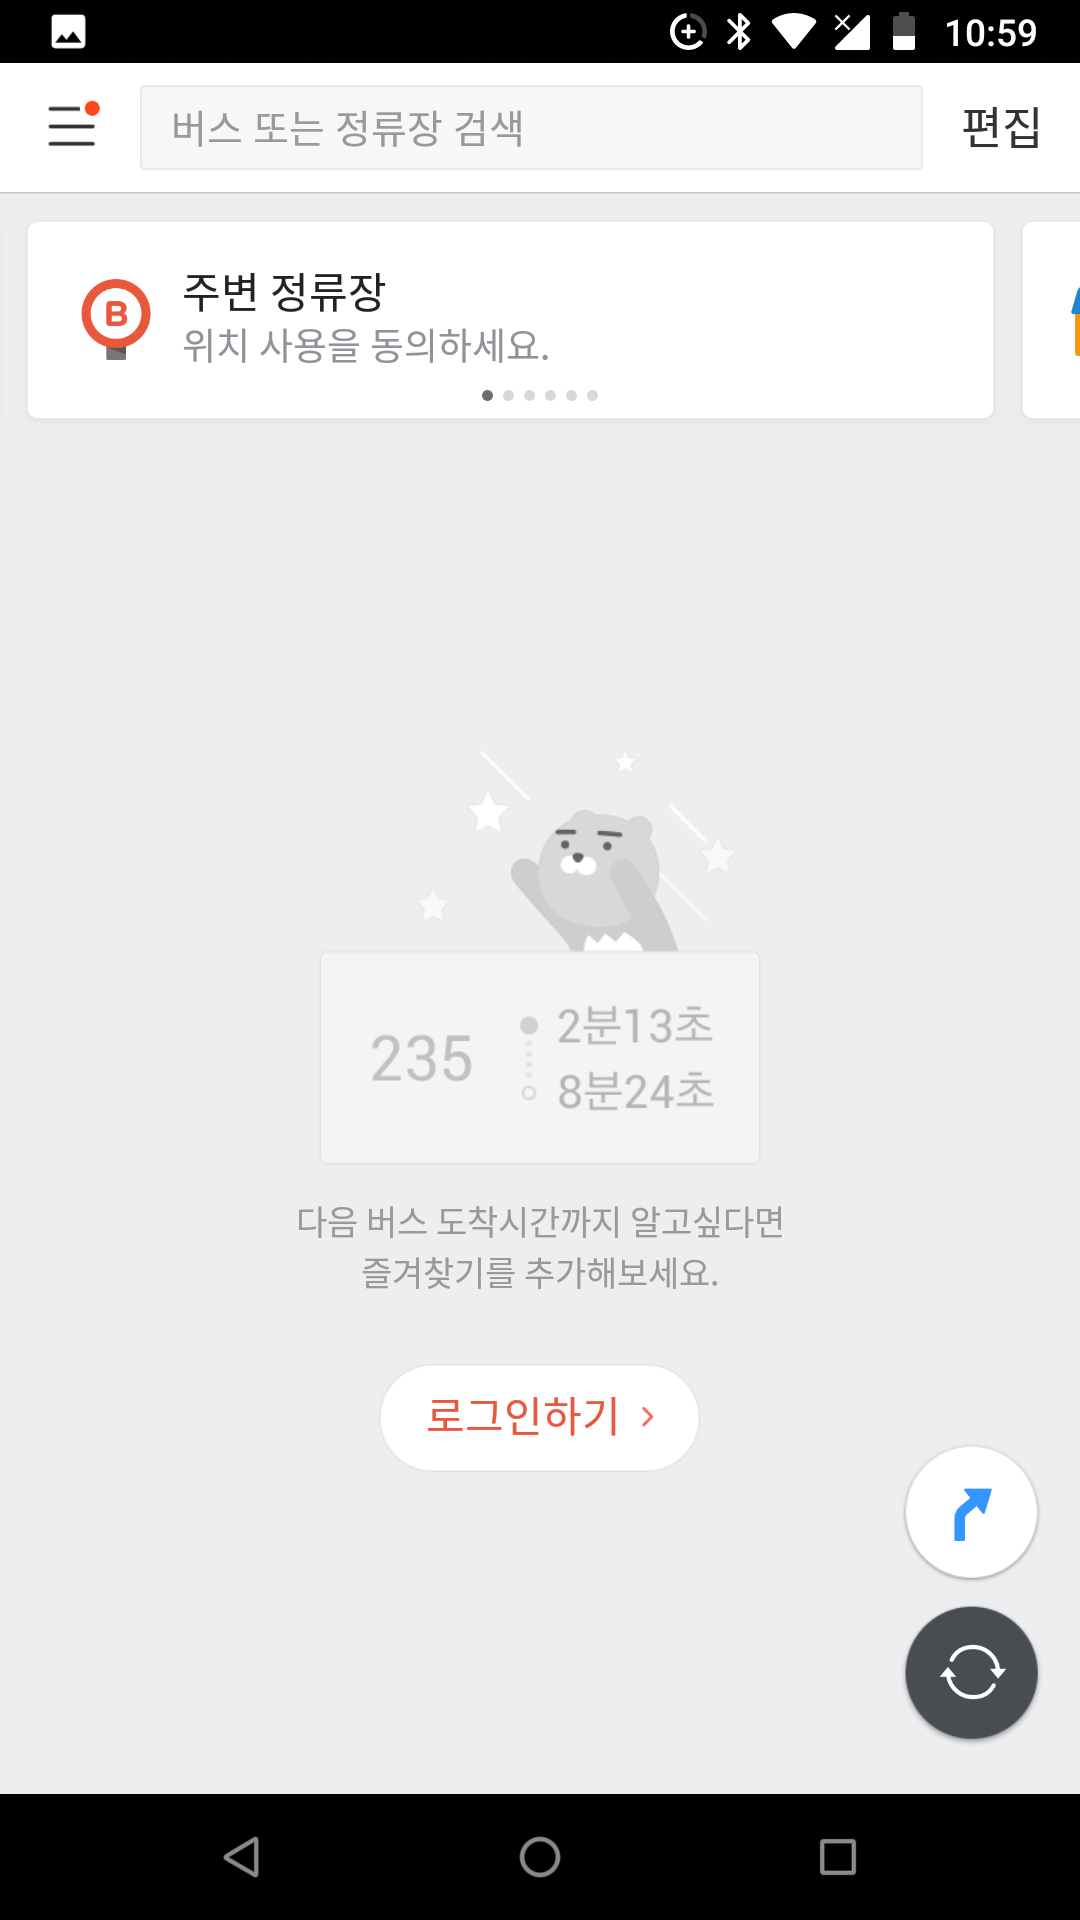 10:59
버스 또는 정류장 검색
편집
B
주변 정류장
위치 사용을 동의하세요.
235
2분13초
8분24초
다음 버스 도착시간까지 알고싶다면
즐겨찾기를 추가해보세요.
로그인하기